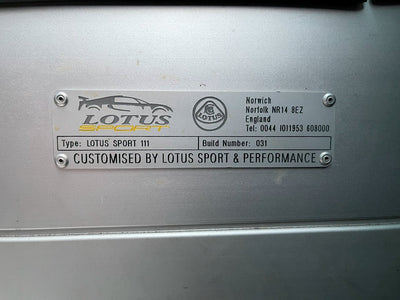 LOTUS
SPORT
LOTUS
Norwich
Norfolk NR14 8EZ
England
Tel: 0044 (0)1953 608000
Type: LOTUS SPORT 111
Build Number: 031
CUSTOMISED BY LOTUS SPORT & PERFORMANCE